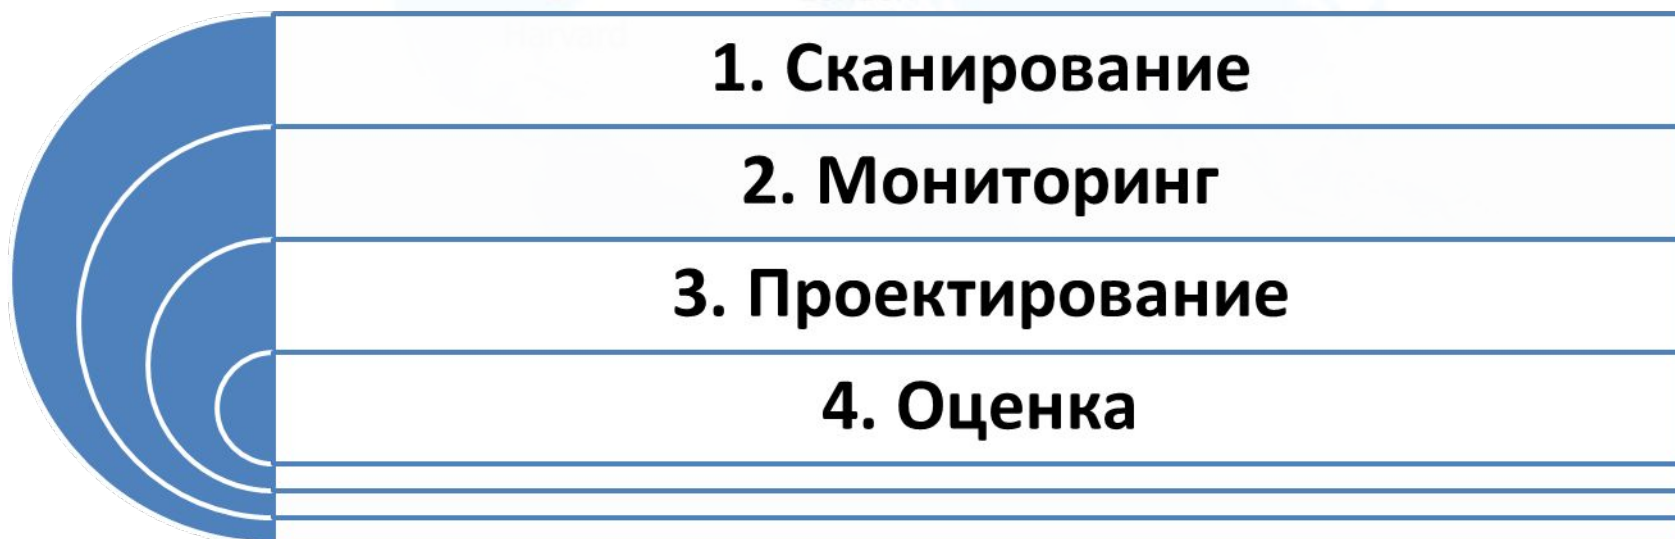 1. Сканирование
2. Мониторинг
3. Проектирование
4. Оценка